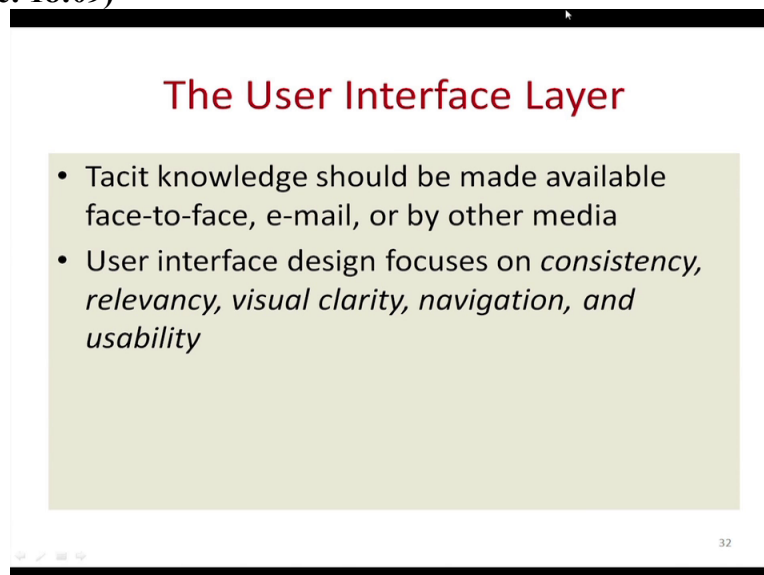 The User Interface Layer
• Tacit knowledge should be made available
face-to-face, e-mail, or by other media
• User interface design focuses on consistency,
relevancy, visual clarity, navigation, and
usability
32